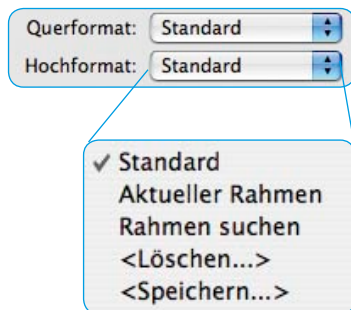 Querformat: Standard
Hochformat: Standard
Standard
Aktueller Rahmen
Rahmen suchen
<Löschen...>
<Speichern...>